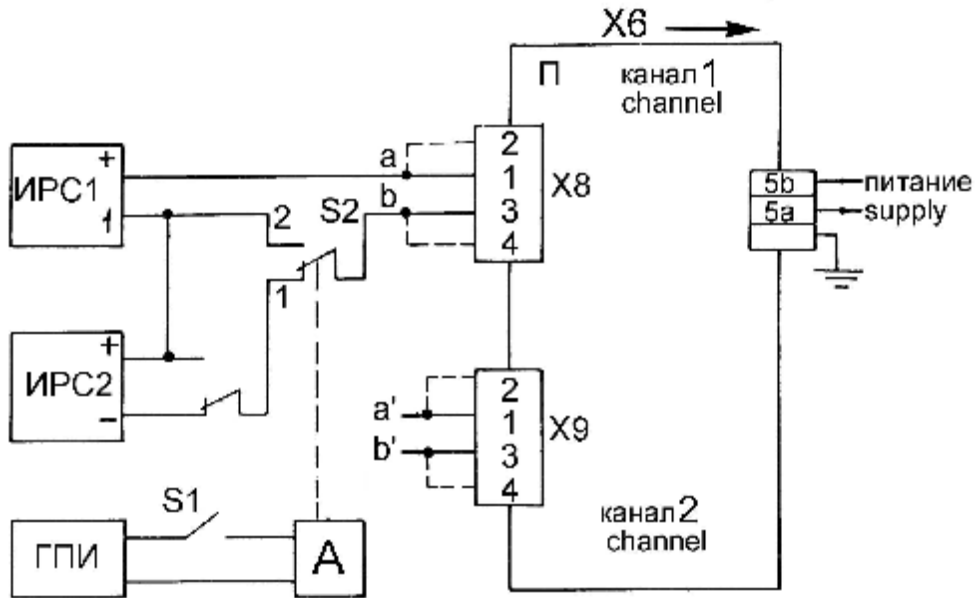 X6
П
канал 1
channel
+
ИРС1
a
b
2
1
3
4
X8
2
S2
1
5b
питание
5a
supply
+
ИРС2
–
a'
b'
2
1
3
4
X9
S1
ГПИ
A
канал 2
channel